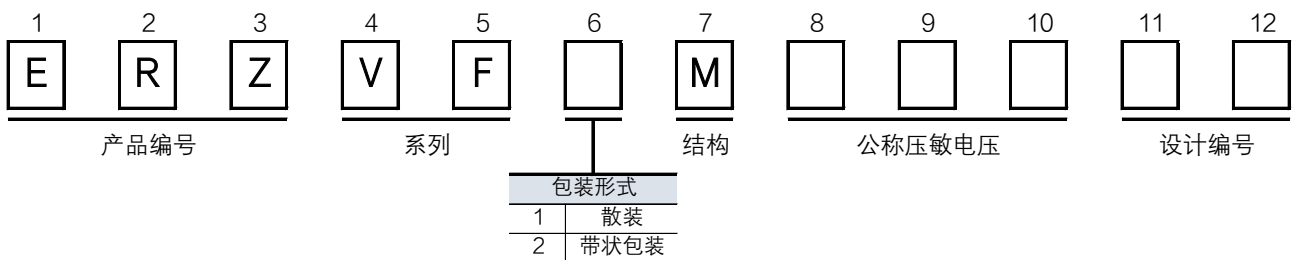 1 2 3 4 5 6 7 8 9 10 11 12
E R Z V F M
产品编号 系列 结构 公称压敏电压 设计编号
包装形式
1 散装
2 带状包装